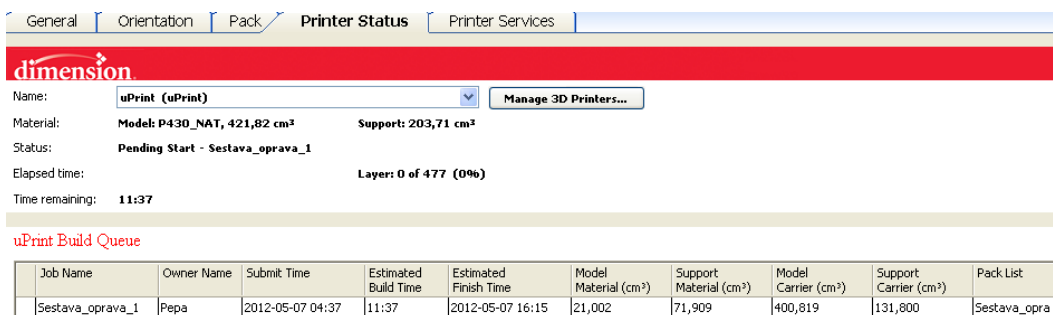 General Orientation Pack Printer Status Printer Services
dimension
Name: uPrint (uPrint) Manage 3D Printers...
Material: Model: P430_NAT, 421,82 cm³ Support: 203,71 cm³
Status: Pending Start - Sestava_oprava_1
Elapsed time: Layer: 0 of 477 (0%)
Time remaining: 11:37
uPrint Build Queue
Job Name Owner Name Submit Time Estimated Build Time Estimated Finish Time Model Material (cm³) Support Material (cm³) Model Carrier (cm³) Support Carrier (cm³) Pack List
Sestava_oprava_1 Pepa 2012-05-07 04:37 11:37 2012-05-07 16:15 21,002 71,909 400,819 131,800 Sestava_opra